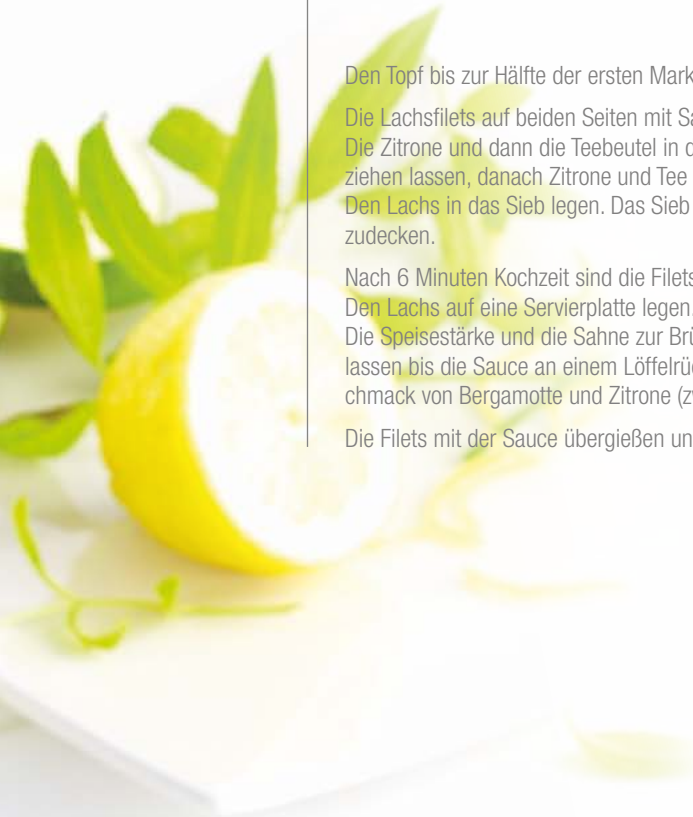 Den Topf bis zur Hälfte der ersten Mark
Die Lachsfilets auf beiden Seiten mit Sa
Die Zitrone und dann die Teebeutel in d
ziehen lassen, danach Zitrone und Tee
Den Lachs in das Sieb legen. Das Sieb
zudecken.
Nach 6 Minuten Kochzeit sind die Filets
Den Lachs auf eine Servierplatte legen.
Die Speisestärke und die Sahne zur Brü
lassen bis die Sauce an einem Löffelrüc
chmack von Bergamotte und Zitrone (zw
Die Filets mit der Sauce übergießen un